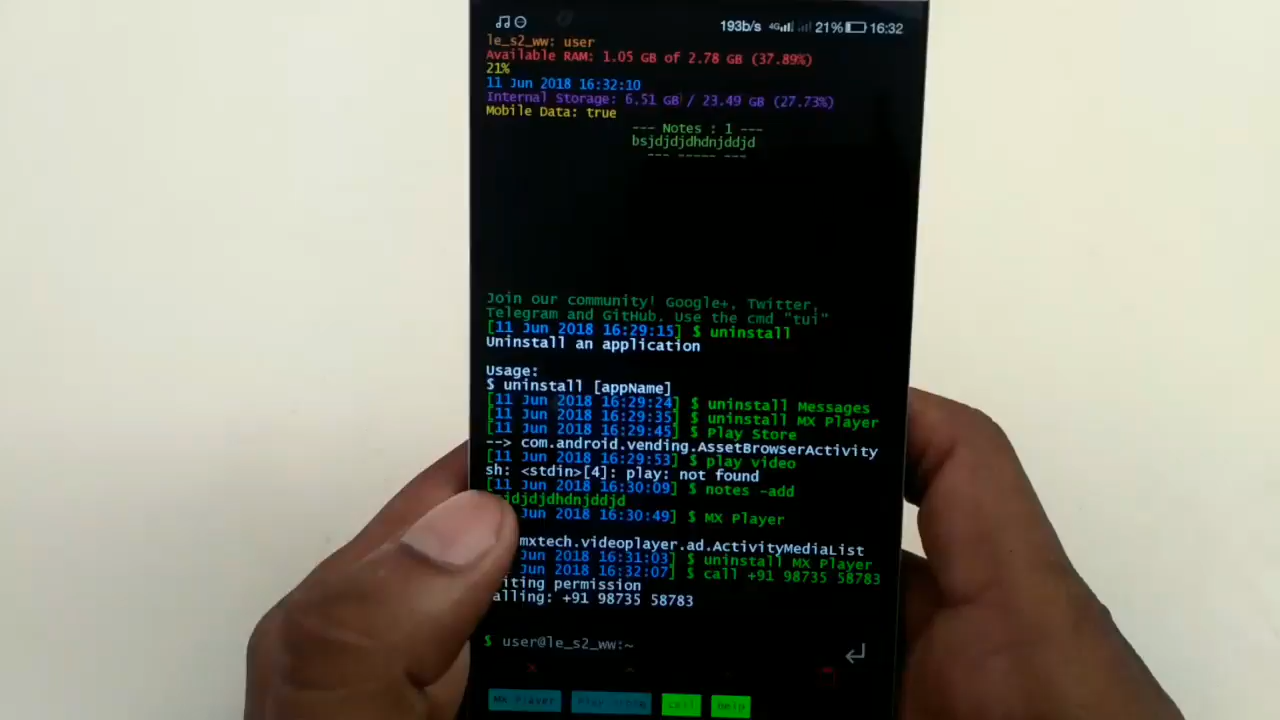 193b/s 4G 21% 16:32
le_s2_ww: user
Available RAM: 1.05 GB of 2.78 GB (37.89%)
21%
11 Jun 2018 16:32:10
Internal Storage: 6.51 GB / 23.49 GB (27.73%)
Mobile Data: true
--- Notes : 1 ---
bsjdjdjdhdnjddjd
--- ----- ---
Join our community! Google+, Twitter,
Telegram and GitHub. Use the cmd "tui"
[11 Jun 2018 16:29:15] $ uninstall
Uninstall an application
Usage:
$ uninstall [appName]
[11 Jun 2018 16:29:24] $ uninstall Messages
[11 Jun 2018 16:29:35] $ uninstall MX Player
[11 Jun 2018 16:29:45] $ Play Store
--> com.android.vending.AssetBrowserActivity
[11 Jun 2018 16:29:53] $ play video
sh: <stdin>[4]: play: not found
[11 Jun 2018 16:30:09] $ notes -add
jdjdjdhdnjddjd
Jun 2018 16:30:49] $ MX Player
mxtech.videoplayer.ad.ActivityMediaList
Jun 2018 16:31:03] $ uninstall MX Player
Jun 2018 16:32:07] $ call +91 98735 58783
iting permission
alling: +91 98735 58783
$ user@le_s2_ww:~
MX Player Play Store call help